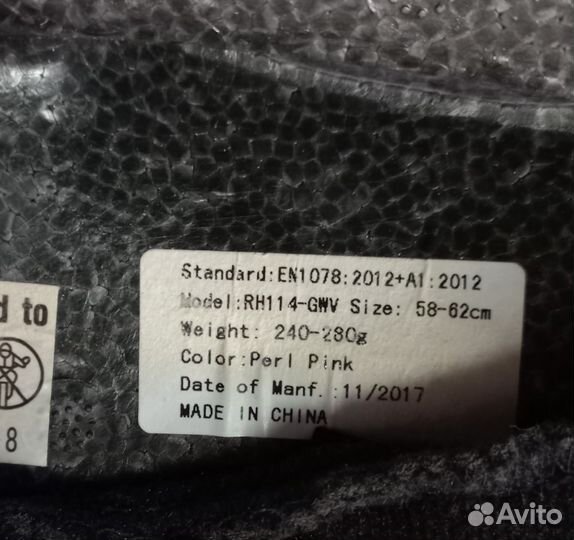 Standard:EN1078:2012+A1:2012
Model:RH114-GWV Size: 58-62cm
Weight: 240-280g
Color:Perl Pink
Date of Manf.:11/2017
MADE IN CHINA
d to
8
Avito